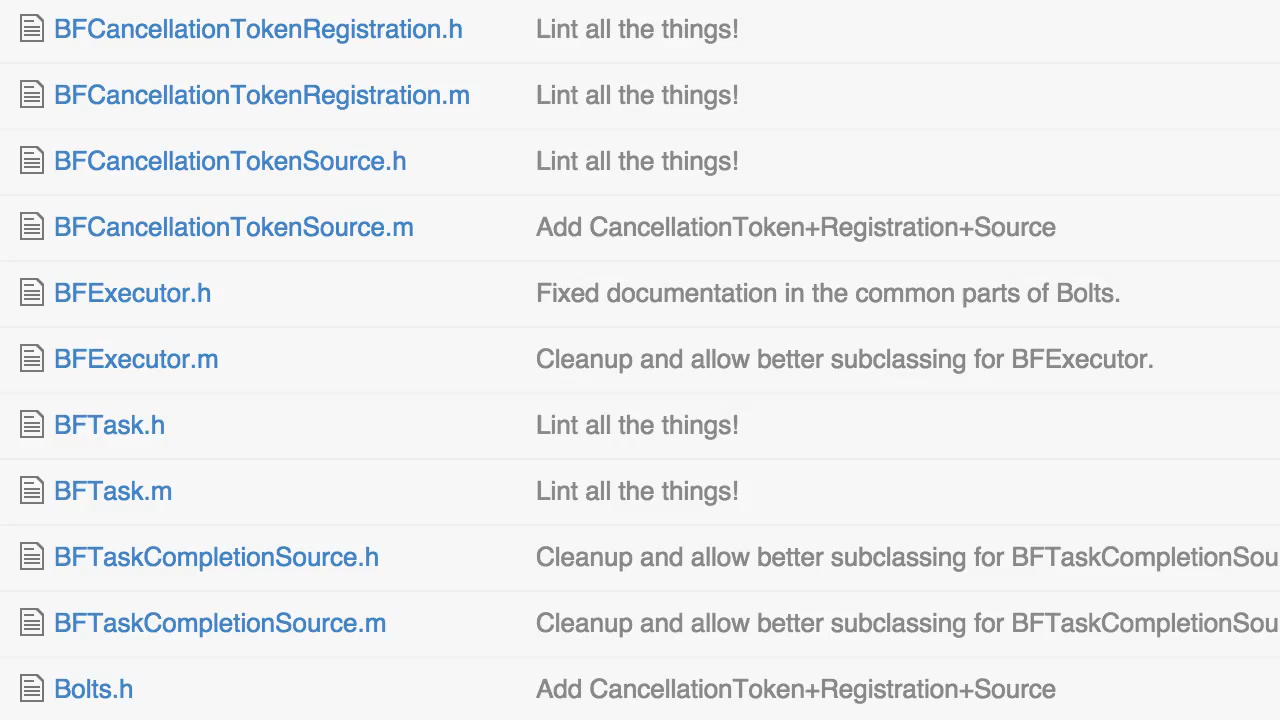 BFCancellationTokenRegistration.h Lint all the things!
BFCancellationTokenRegistration.m Lint all the things!
BFCancellationTokenSource.h Lint all the things!
BFCancellationTokenSource.m Add CancellationToken+Registration+Source
BFExecutor.h Fixed documentation in the common parts of Bolts.
BFExecutor.m Cleanup and allow better subclassing for BFExecutor.
BFTask.h Lint all the things!
BFTask.m Lint all the things!
BFTaskCompletionSource.h Cleanup and allow better subclassing for BFTaskCompletionSou
BFTaskCompletionSource.m Cleanup and allow better subclassing for BFTaskCompletionSou
Bolts.h Add CancellationToken+Registration+Source